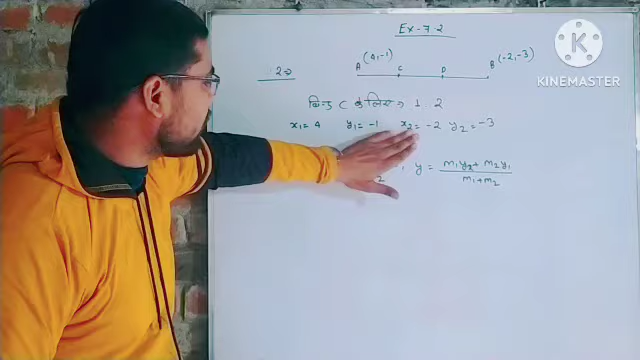 Ex-7.2
2→
(4,-1) (-2,-3)
A C D B
बिन्दु C के लिए → 1 2
x₁ = 4 y₁ = -1 x₂ = -2 y₂ = -3
2 , y = m₁y₂ + m₂y₁ / m₁ + m₂
K
KINEMASTER